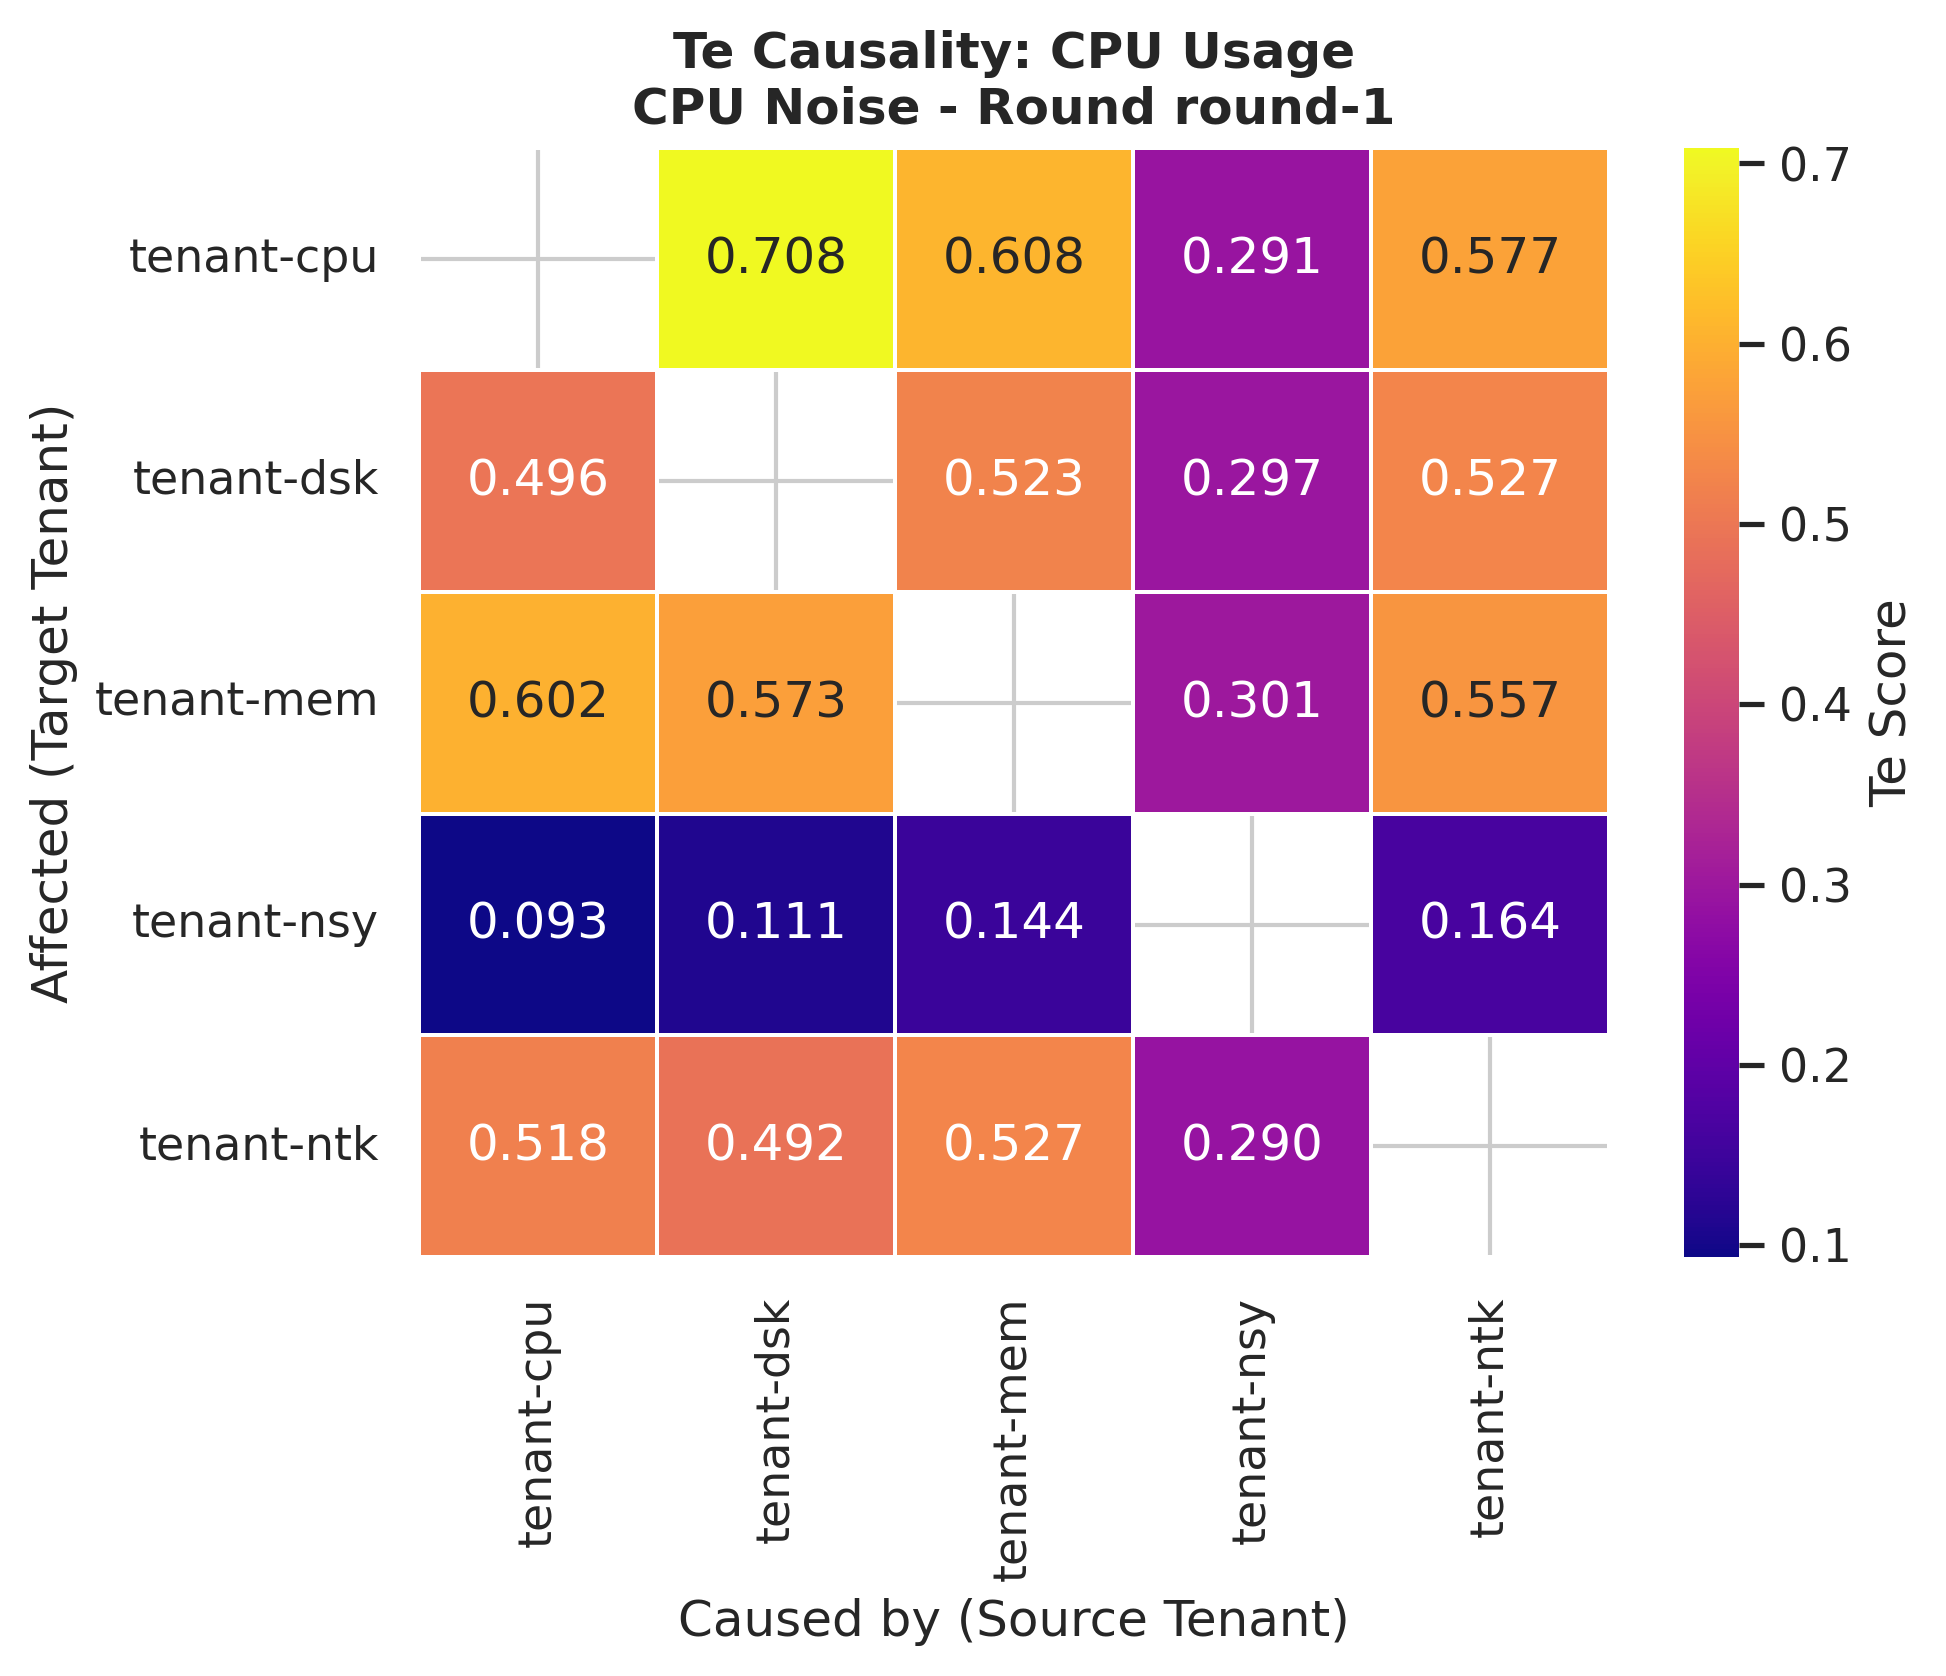 Te Causality: CPU Usage
CPU Noise - Round round-1
Affected (Target Tenant)
tenant-cpu 0.708 0.608 0.291 0.577
tenant-dsk 0.496 0.523 0.297 0.527
tenant-mem 0.602 0.573 0.301 0.557
tenant-nsy 0.093 0.111 0.144 0.164
tenant-ntk 0.518 0.492 0.527 0.290
tenant-cpu
tenant-dsk
tenant-mem
tenant-nsy
tenant-ntk
Caused by (Source Tenant)
0.7
0.6
0.5
0.4
0.3
0.2
0.1
Te Score